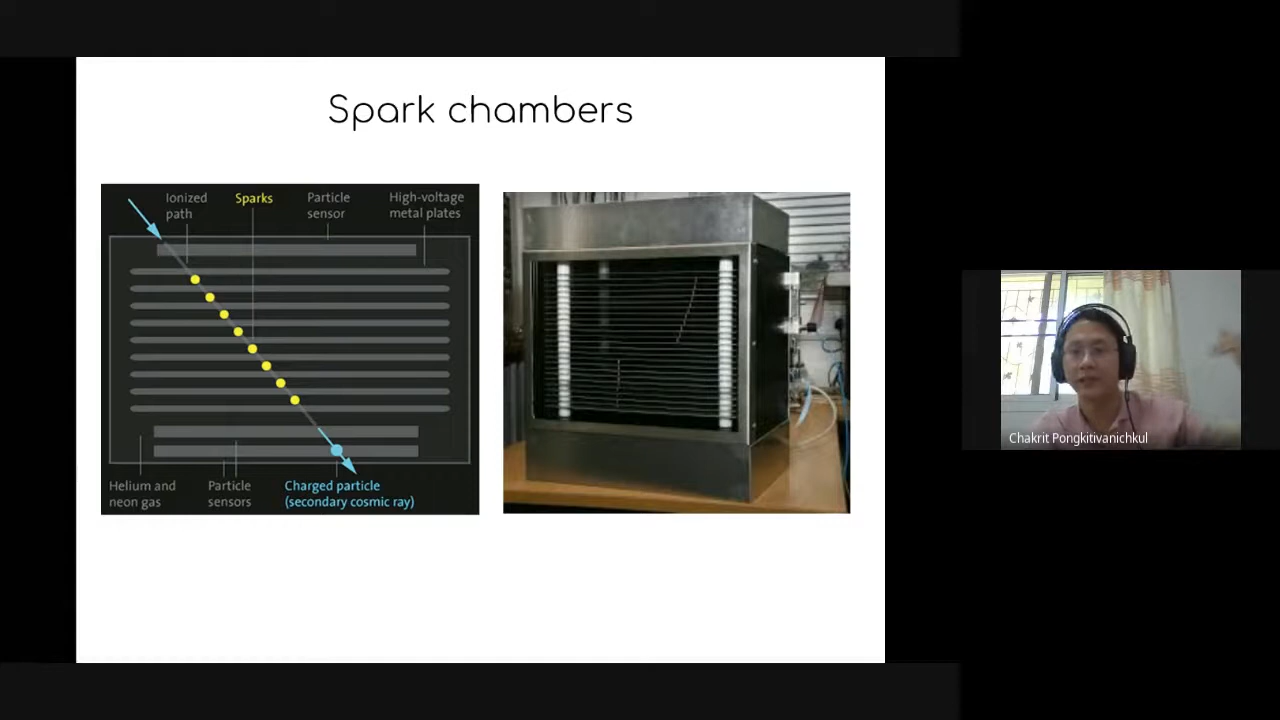 Spark chambers
Ionized
path
Sparks
Particle
sensor
High-voltage
metal plates
Helium and
neon gas
Particle
sensors
Charged particle
(secondary cosmic ray)
Chakrit Pongkitivanichkul